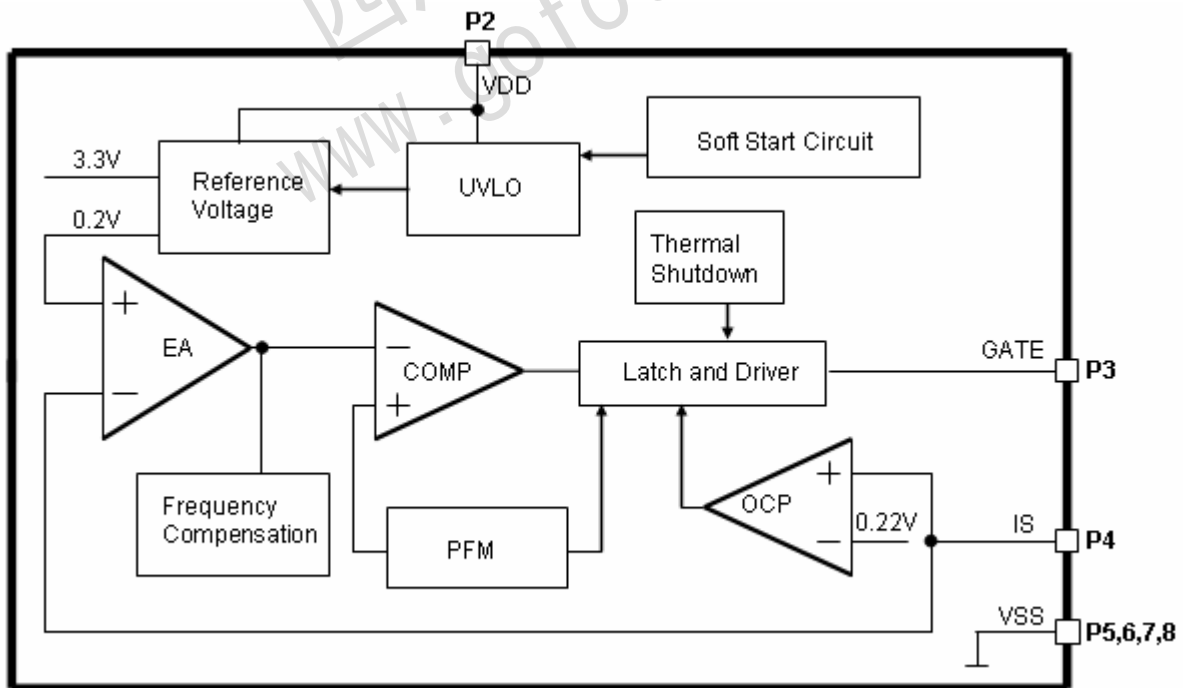 P2
VDD
Soft Start Circuit
3.3V
Reference
Voltage
UVLO
0.2V
Thermal
Shutdown
+
EA
−
−
COMP
+
Latch and Driver
GATE
P3
Frequency
Compensation
PFM
+
OCP
0.22V
−
IS
P4
VSS
P5,6,7,8